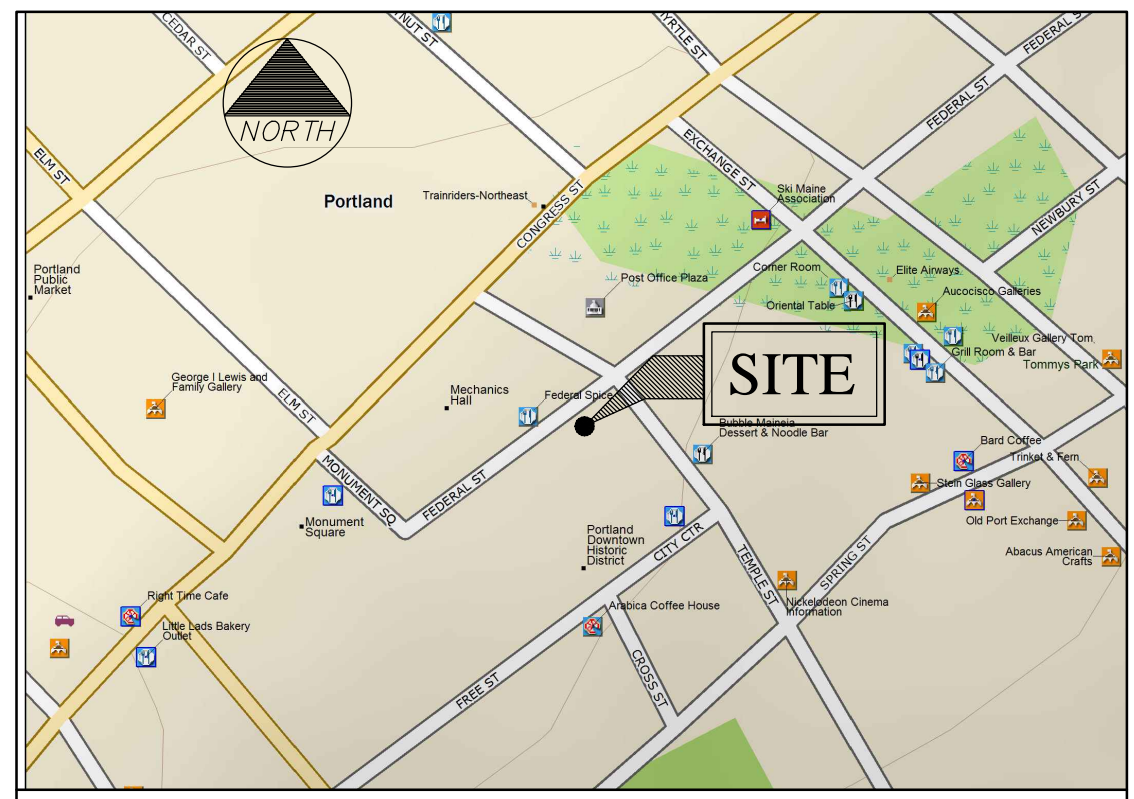 CEDAR ST
NUT ST
YRTLE ST
FEDERAL S
NORTH
FEDERAL ST
ELM ST
EXCHANGE ST
Trainriders-Northeast
Portland
Ski Maine
Association
CONGRESS ST
NEWBURY ST
Portland
Public
Market
Post Office Plaza
Corner Room
Elite Airways
Oriental Table
Aucocisco Galleries
SITE
Veilleux Gallery Tom,
Grill Room & Bar
Tommys Park
George I Lewis and
Family Gallery
Mechanics
Hall
Federal Spice
ELM ST
Bubble Maineia
Dessert & Noodle Bar
Bard Coffee
Trinket & Fern
MONUMENT SQ
FEDERAL ST
Stein Glass Gallery
Monument
Square
Old Port Exchange
Portland
Downtown
Historic
District
CITY CTR
TEMPLE ST
SPRING ST
Abacus American
Crafts
Right Time Cafe
Arabica Coffee House
Nickelodeon Cinema
Information
Little Lads Bakery
Outlet
FREE ST
CROSS ST